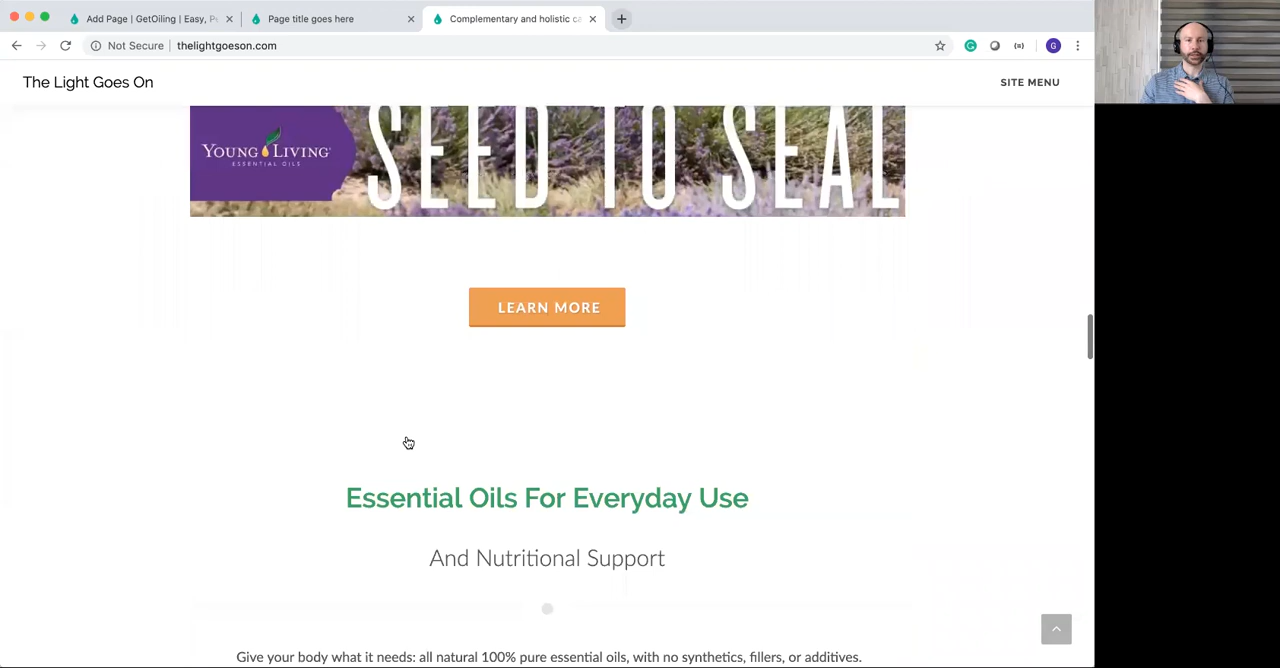 Add Page | GetOiling | Easy, Pe
Page title goes here
Complementary and holistic ca
Not Secure | thelightgoeson.com
The Light Goes On
SITE MENU
YOUNG LIVING
ESSENTIAL OILS
SEED TO SEAL
LEARN MORE
Essential Oils For Everyday Use
And Nutritional Support
Give your body what it needs: all natural 100% pure essential oils, with no synthetics, fillers, or additives.